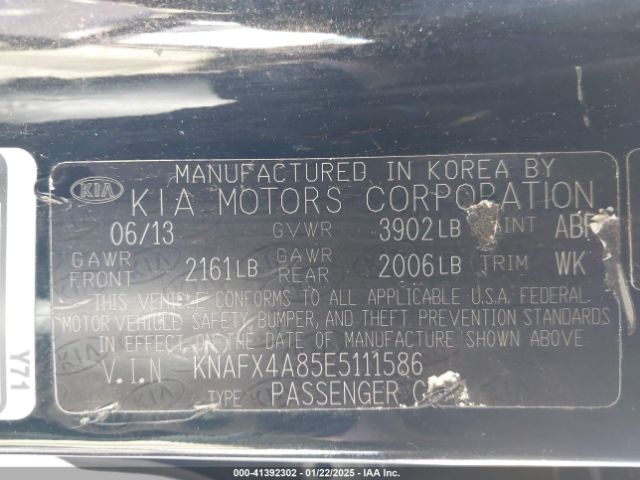 MANUFACTURED IN KOREA BY
KIA KIA MOTORS CORPORATION
06/13 GVWR 3902LB INT
GAWR FRONT 2161LB GAWR REAR 2006LB TRIM WK
THIS VEHICLE CONFORMS TO ALL APPLICABLE U.S.A. FEDERAL
MOTOR VEHICLE SAFETY, BUMPER, AND THEFT PREVENTION STANDARDS
IN EFFECT ON THE DATE OF MANUFACTURE SHOWN ABOVE
V.I.N KNAFX4A85E5111586
TYPE PASSENGER
Y71
000-41392302 - 01/22/2025 - IAA Inc.